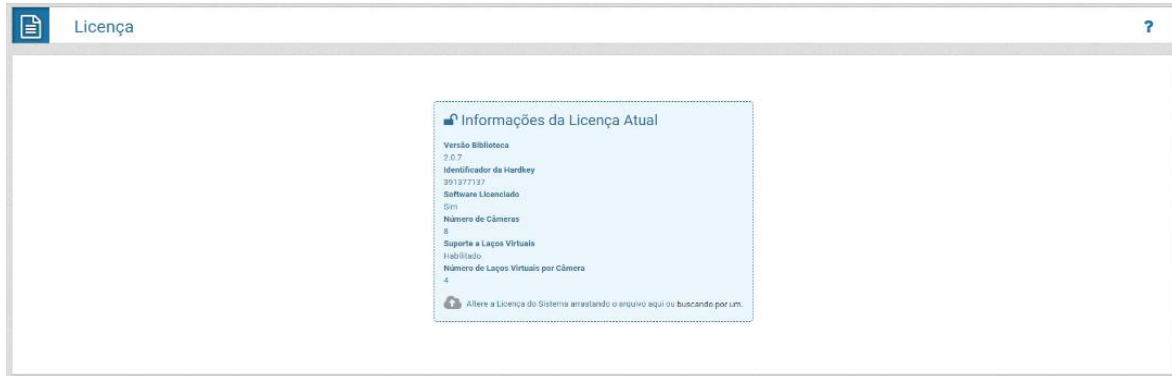 Licença
?
Informações da Licença Atual
Versão Biblioteca
2.0.7
Identificador da Hardkey
391377137
Software Licenciado
Sim
Número de Câmeras
8
Suporte a Laços Virtuais
Habilitado
Número de Laços Virtuais por Câmera
4
Altere a Licença do Sistema arrastando o arquivo aqui ou buscando por um.